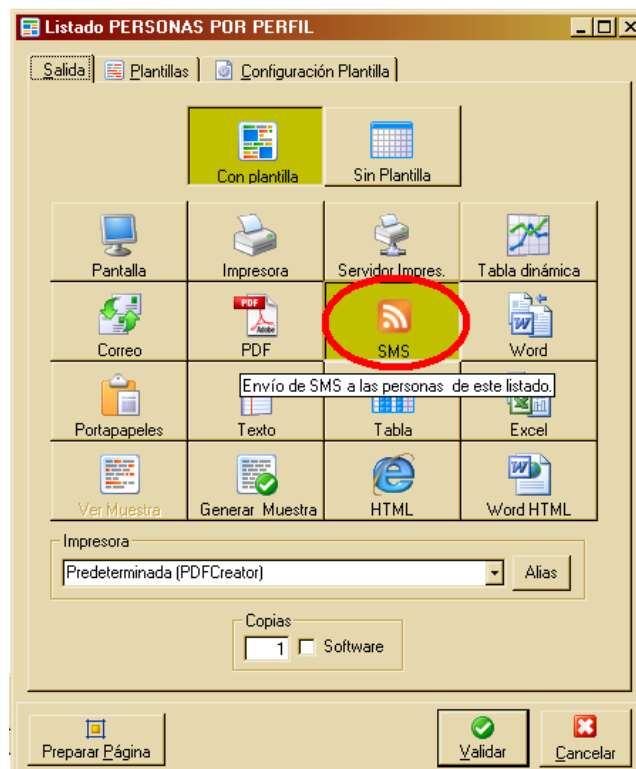 Listado PERSONAS POR PERFIL
Salida Plantillas Configuración Plantilla
Con plantilla Sin Plantilla
Pantalla Impresora Servidor Impres. Tabla dinámica
PDF
Adobe
Correo PDF SMS Word
Envío de SMS a las personas de este listado.
Portapapeles Texto Tabla Excel
Ver Muestra Generar Muestra HTML Word HTML
Impresora
Predeterminada (PDFCreator) Alias
Copias
1 Software
Preparar Página Validar Cancelar